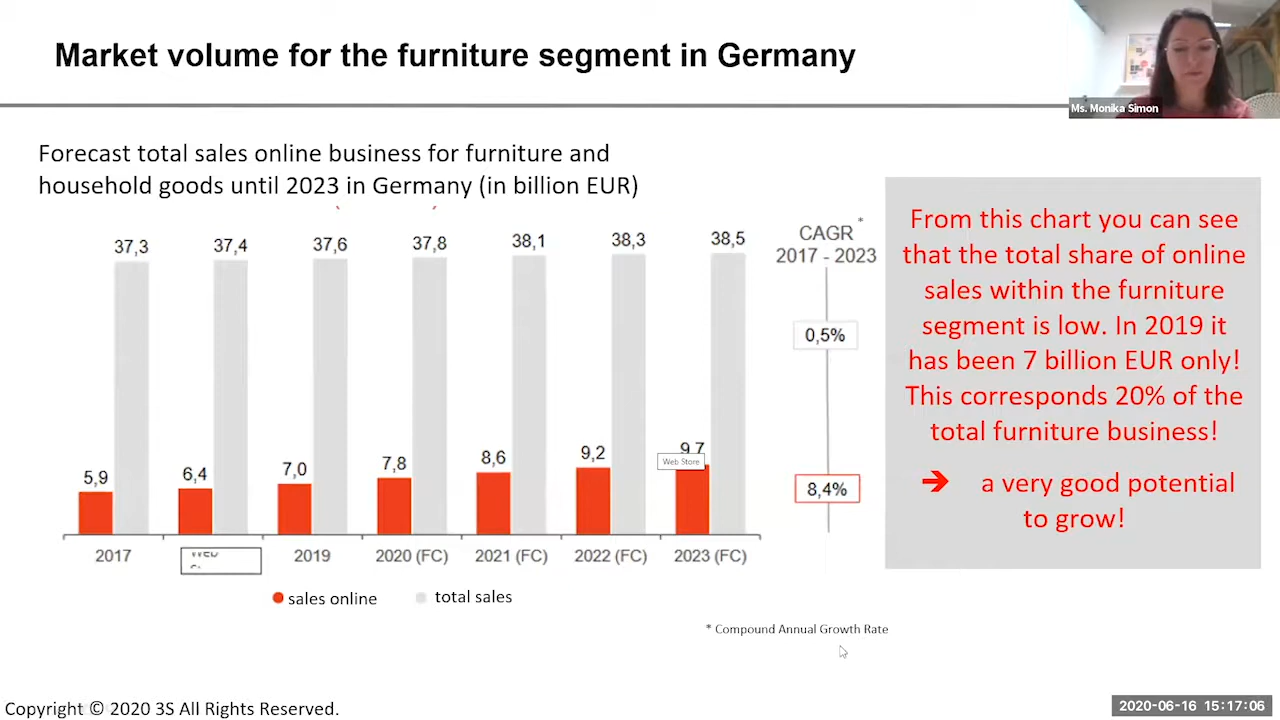 Market volume for the furniture segment in Germany
Ms. Monika Simon
Forecast total sales online business for furniture and
household goods until 2023 in Germany (in billion EUR)
37,3
37,4
37,6
37,8
38,1
38,3
38,5
5,9
6,4
7,0
7,8
8,6
9,2
9,7
Web Store
2017
2019
2020 (FC)
2021 (FC)
2022 (FC)
2023 (FC)
sales online
total sales
CAGR *
2017 - 2023
0,5%
8,4%
* Compound Annual Growth Rate
From this chart you can see
that the total share of online
sales within the furniture
segment is low. In 2019 it
has been 7 billion EUR only!
This corresponds 20% of the
total furniture business!
➔ a very good potential
to grow!
Copyright © 2020 3S All Rights Reserved.
2020-06-16 15:17:06